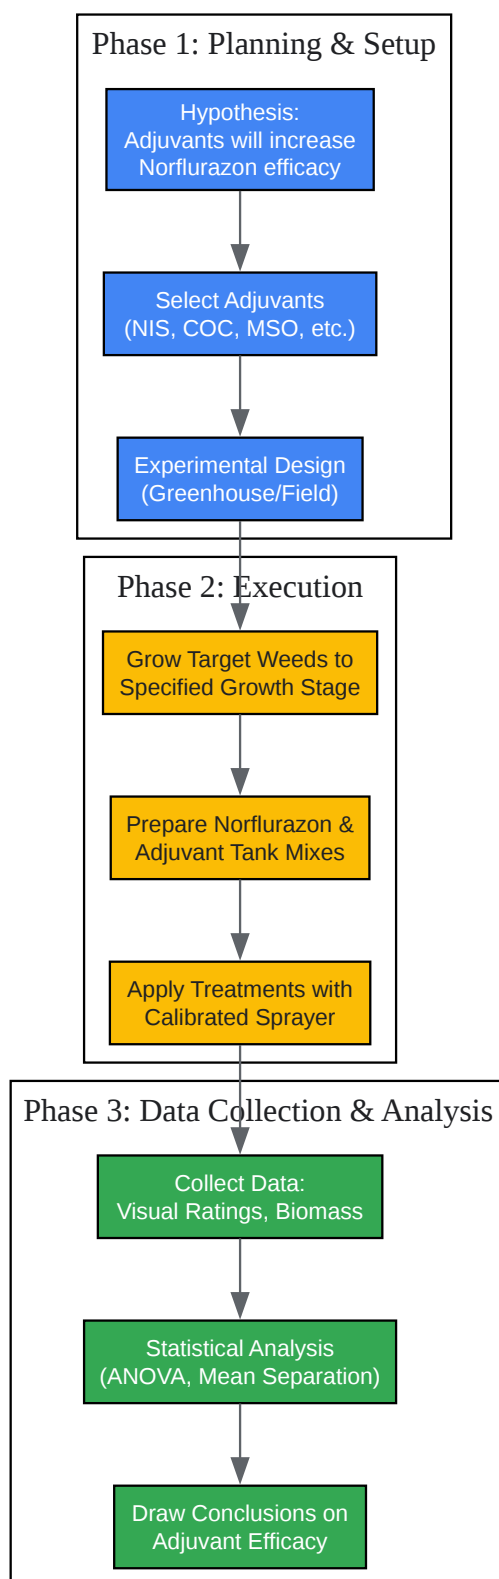 Phase 1: Planning & Setup
Hypothesis:
Adjuvants will increase
Norflurazon efficacy
Select Adjuvants
(NIS, COC, MSO, etc.)
Experimental Design
(Greenhouse/Field)
Phase 2: Execution
Grow Target Weeds to
Specified Growth Stage
Prepare Norflurazon &
Adjuvant Tank Mixes
Apply Treatments with
Calibrated Sprayer
Phase 3: Data Collection & Analysis
Collect Data:
Visual Ratings, Biomass
Statistical Analysis
(ANOVA, Mean Separation)
Draw Conclusions on
Adjuvant Efficacy